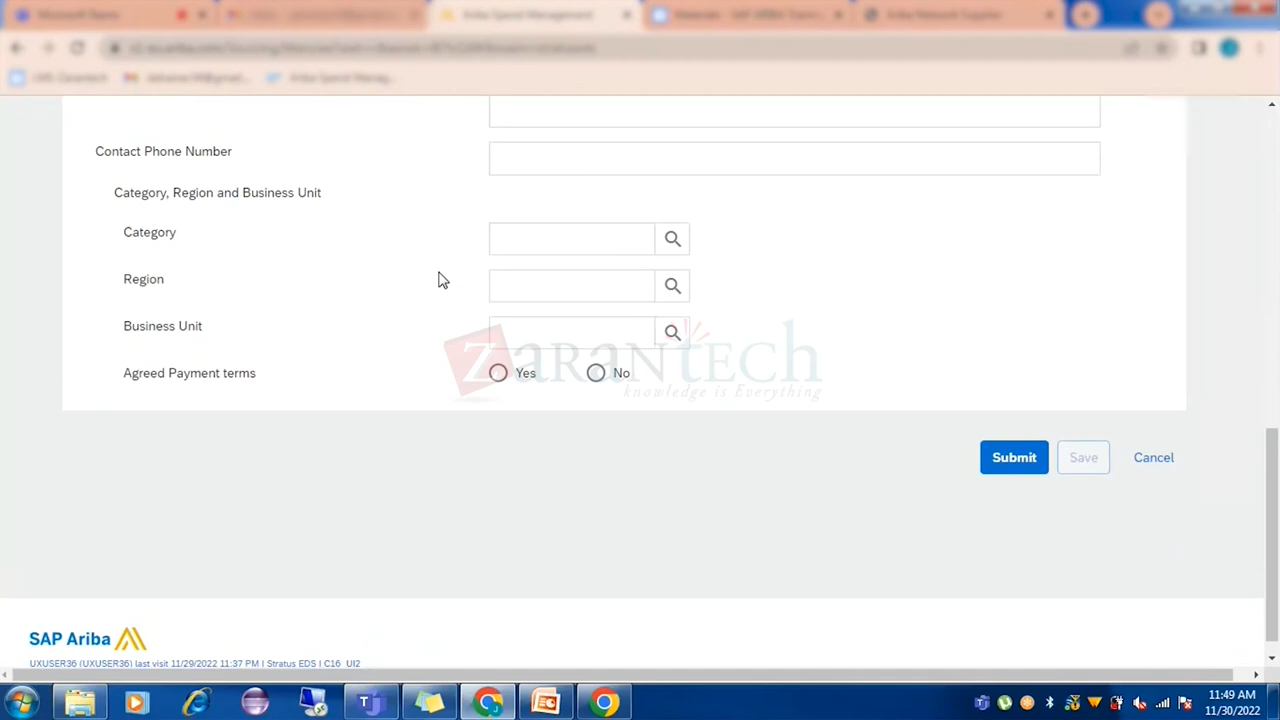 Contact Phone Number
Category, Region and Business Unit
Category
Region
Business Unit
Agreed Payment terms
Yes
No
ZARANTECH
knowledge is Everything
Submit
Save
Cancel
SAP Ariba
UXUSER36 (UXUSER36) last visit 11/29/2022 11:37 PM | Stratus EDS | C16_UI2
11:49 AM
11/30/2022